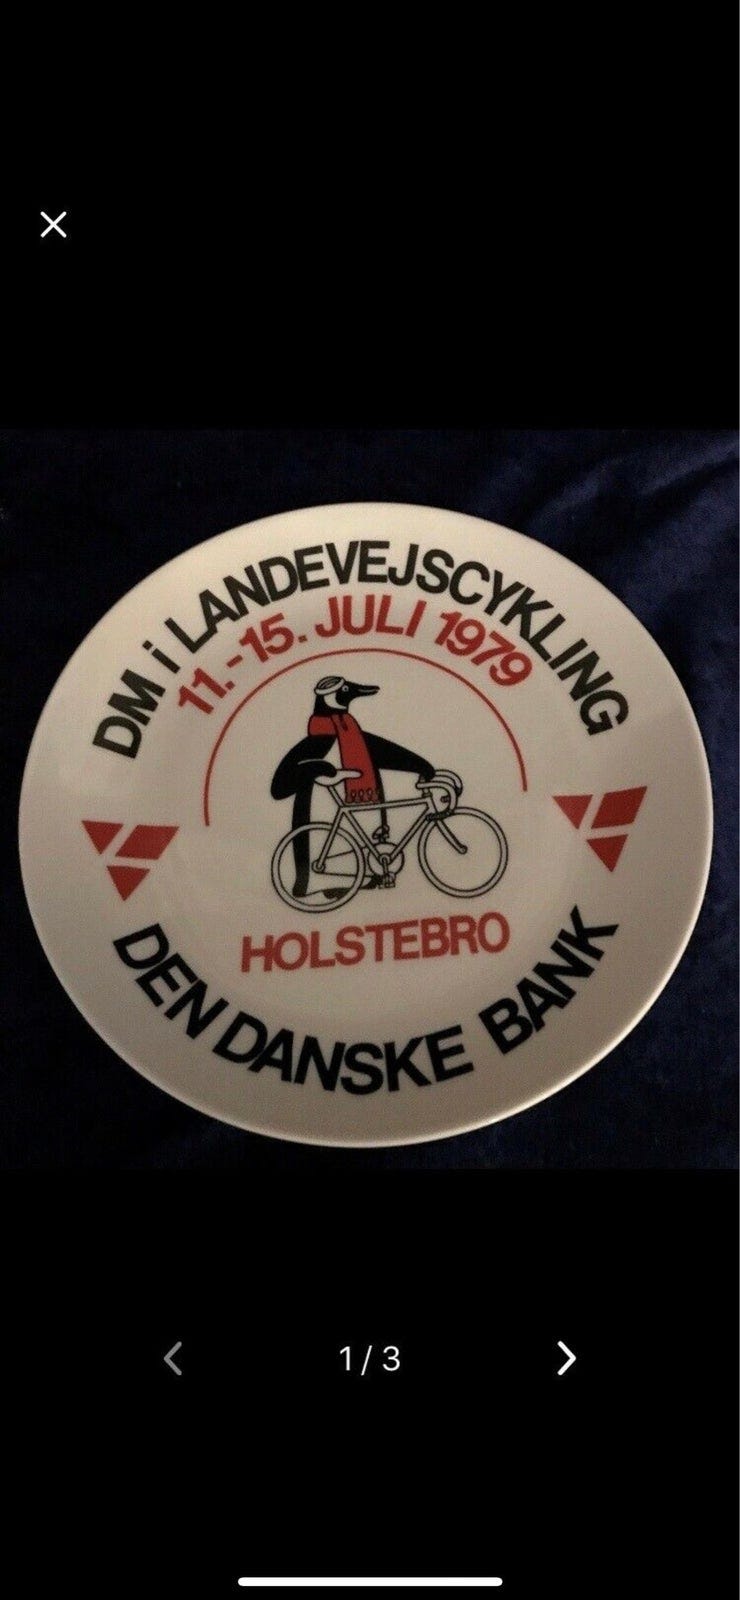 DM i LANDEVEJSCYKLING
11.-15. JULI 1979
HOLSTEBRO
DEN DANSKE BANK
1 / 3